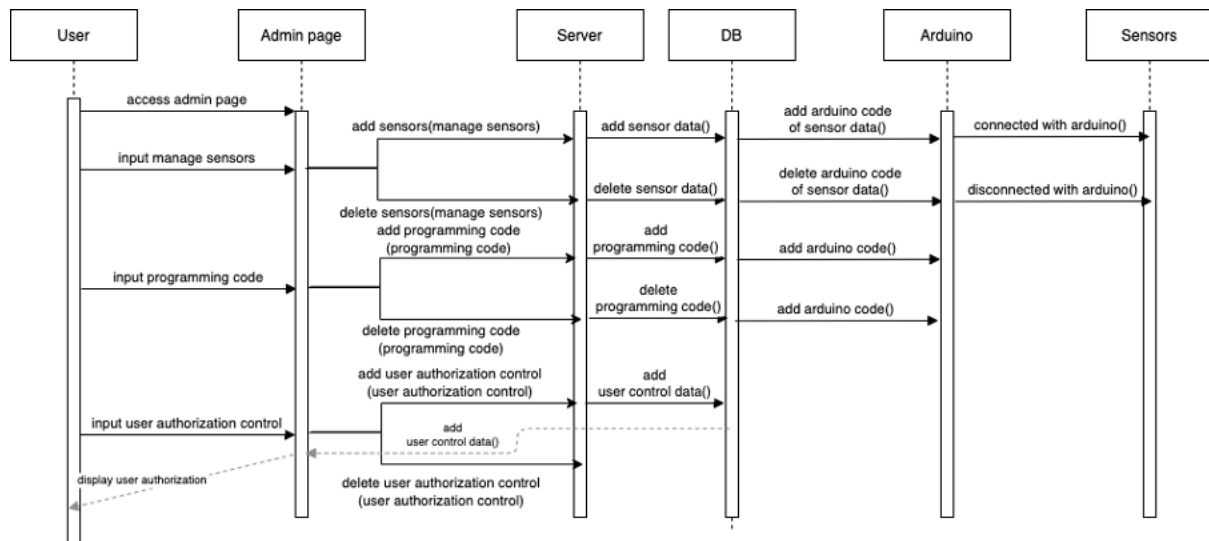 User
Admin page
Server
DB
Arduino
Sensors
access admin page
add sensors(manage sensors)
add sensor data()
add arduino code
of sensor data()
connected with arduino()
input manage sensors
delete sensors(manage sensors)
delete sensor data()
delete arduino code
of sensor data()
disconnected with arduino()
add programming code
(programming code)
add
programming code()
add arduino code()
input programming code
delete programming code
(programming code)
delete
programming code()
add arduino code()
add user authorization control
(user authorization control)
add
user control data()
input user authorization control
add
user control data()
display user authorization
delete user authorization control
(user authorization control)